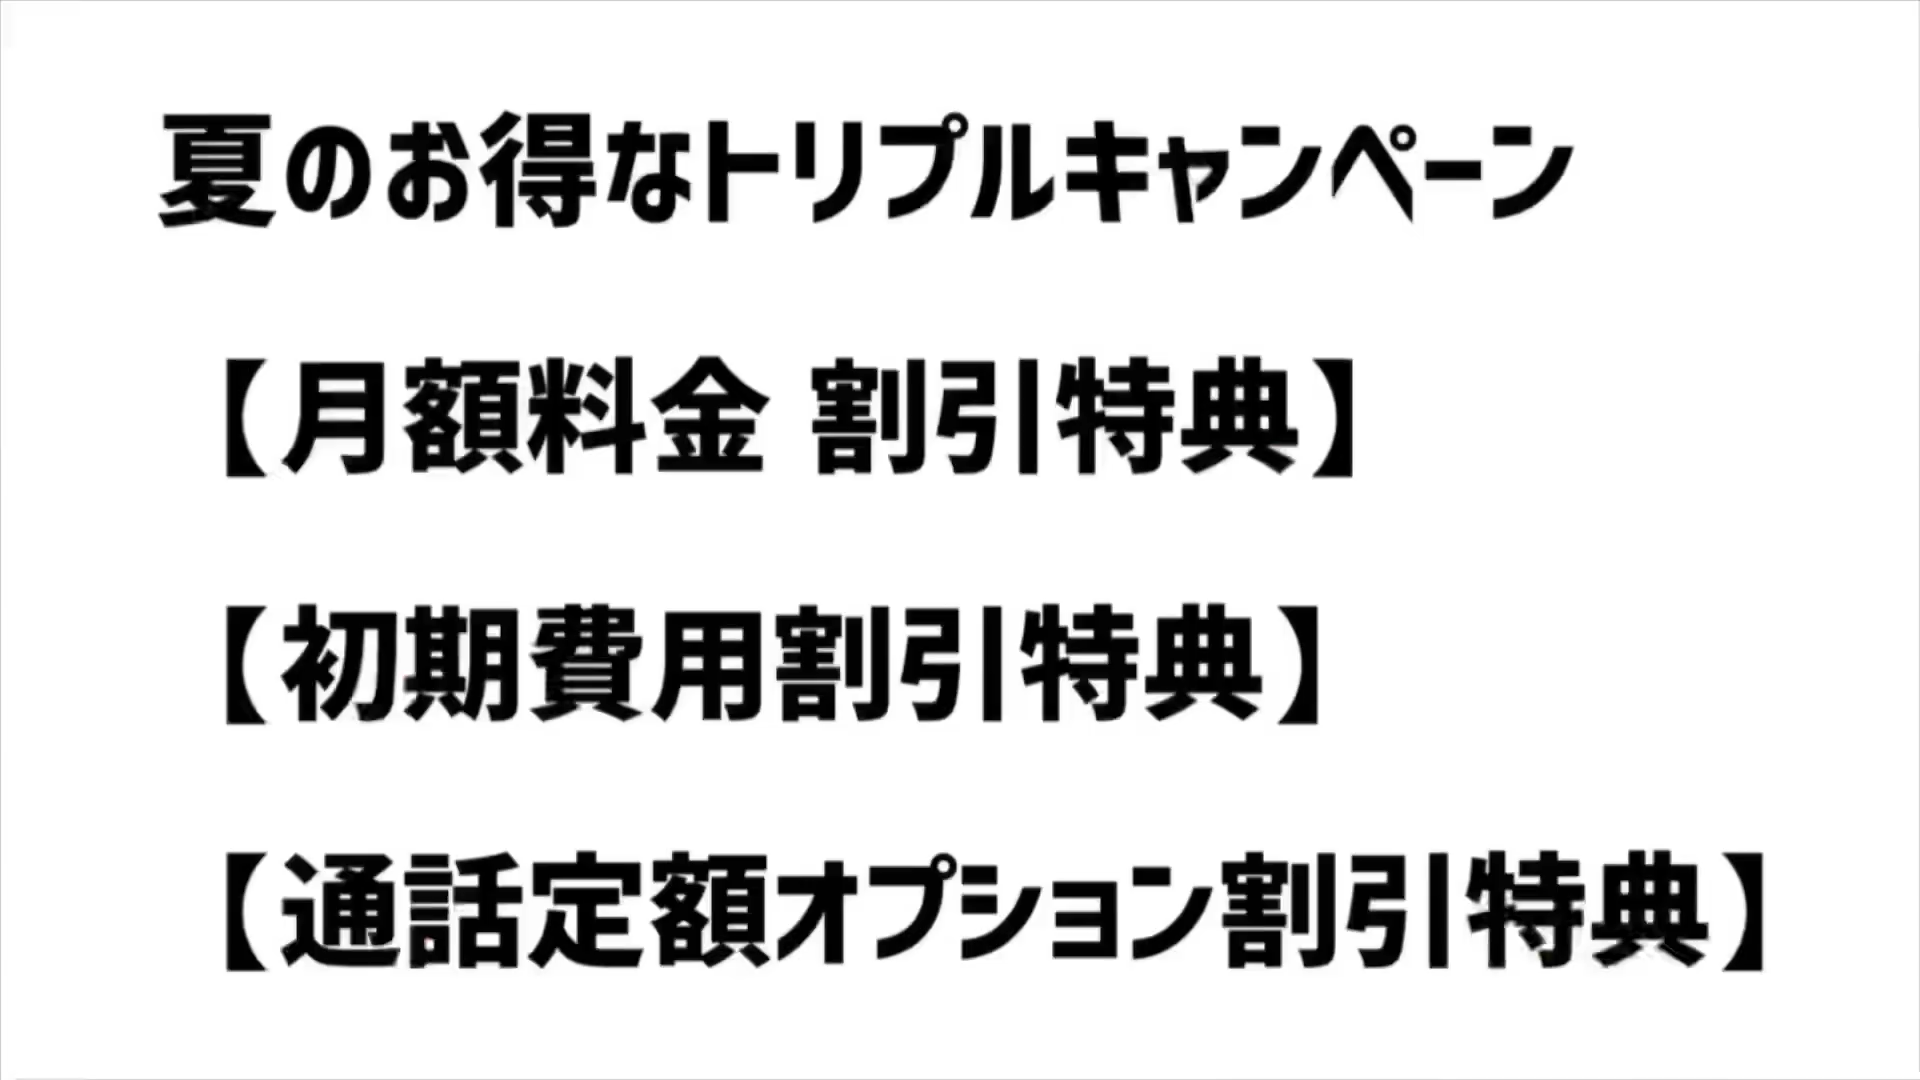 夏のお得なトリプルキャンペーン
【月額料金 割引特典】
【初期費用割引特典】
【通話定額オプション割引特典】